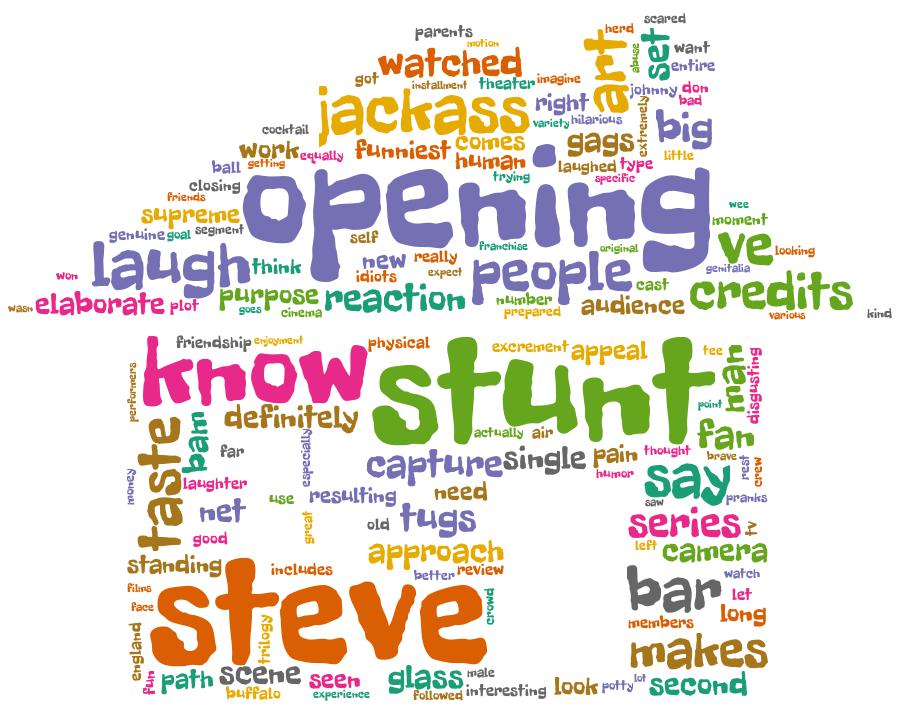 scared
parents
herd
motion
watched
art
abuse
set
want
entire
got
installment
theater
imagine
johnny
don
bad
jackass
right
variety
hilarious
extremely
big
cocktail
work
equally
funniest
comes
human
gags
little
ball
getting
laughed
type
specific
trying
closing
friends
opening
supreme
segment
genuine
goal
self
wee
moment
ve
looking
laugh
think
new
really
idiots
expect
franchise
people
original
genitalia
cast
won
wasn
elaborate
plot
purpose
goes
cinema
reaction
number
prepared
audience
credits
various
kind
friendship
enjoyment
physical
excrement
appeal
tee
man
disgusting
performers
know
stunt
point
definitely
actually
air
fan
taste
bam
far
especially
capture
single
pain
thought
humor
brave
rest
crew
money
laughter
use
resulting
need
say
saw
pranks
net
great
old
tugs
series
tv
good
approach
left
camera
standing
includes
better
review
bar
watch
films
face
steve
crowd
let
members
long
england
trilogy
makes
fun
path
scene
seen
buffalo
experience
glass
male
followed
interesting
look
potty
lot
second